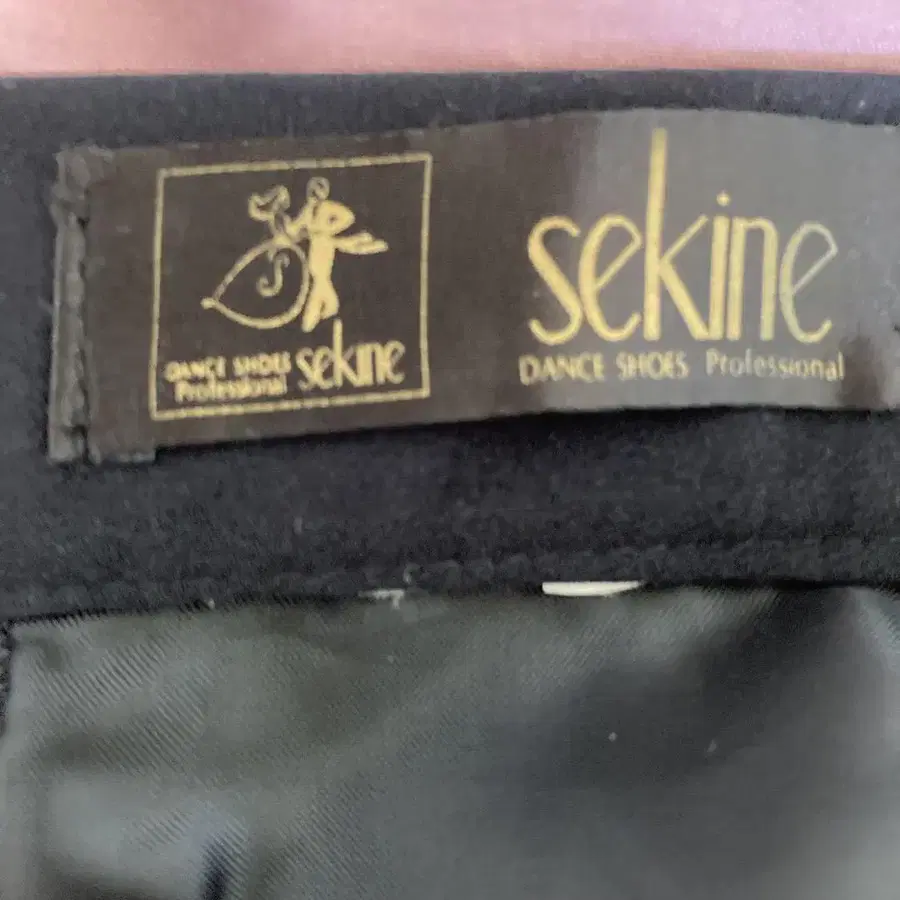 S
DANCE SHOES
Professional
sekine
sekine
DANCE SHOES Professional